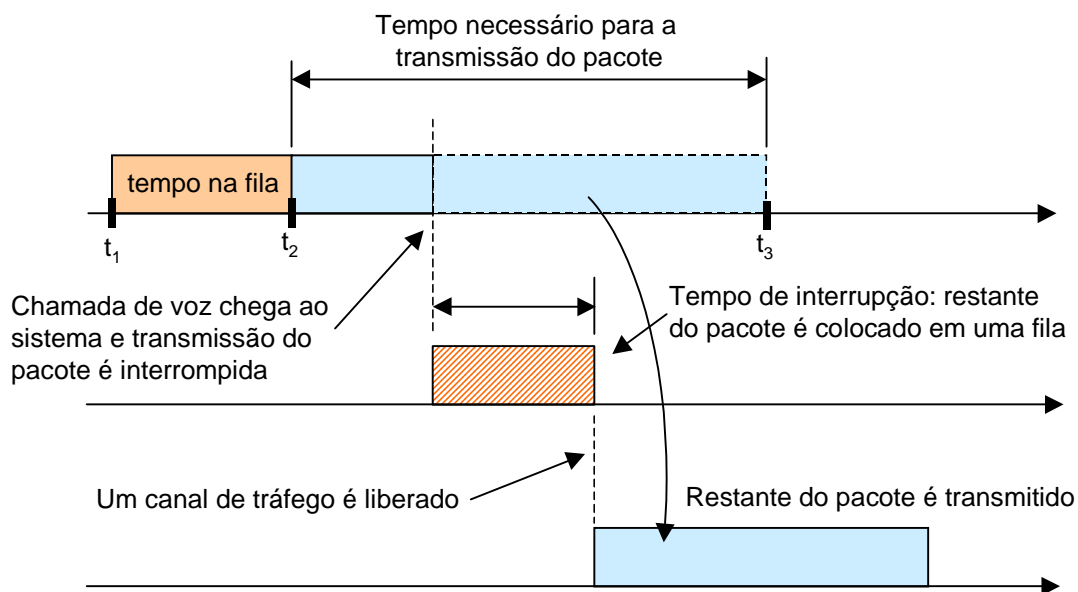 Tempo necessário para a
transmissão do pacote
tempo na fila
t1
t2
t3
Chamada de voz chega ao
sistema e transmissão do
pacote é interrompida
Tempo de interrupção: restante
do pacote é colocado em uma fila
Um canal de tráfego é liberado
Restante do pacote é transmitido